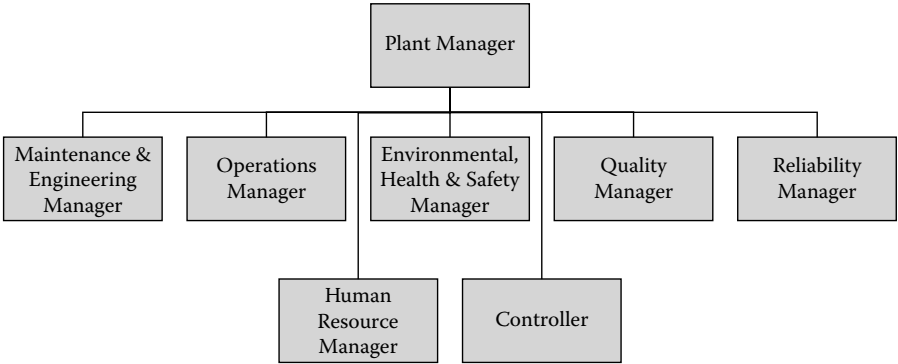 Plant Manager
Maintenance &
Engineering
Manager
Operations
Manager
Environmental,
Health & Safety
Manager
Quality
Manager
Reliability
Manager
Human
Resource
Manager
Controller